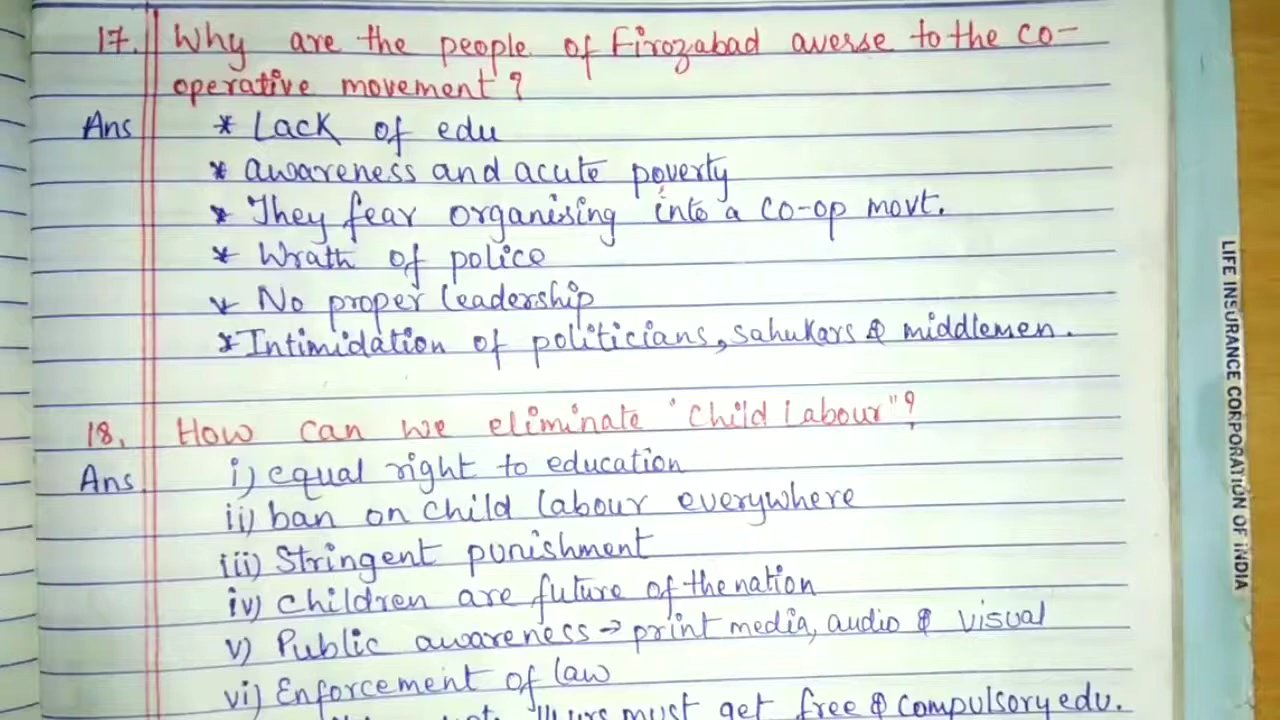 17. Why are the people of Firozabad averse to the co-
operative movement?
Ans * Lack of edu
* awareness and acute poverty
* They fear organising into a co-op movt.
* Wrath of police
* No proper leadership
* Intimidation of politicians, sahukars & middlemen.
18. How can we eliminate "Child Labour"?
Ans i) equal right to education
ii) ban on child labour everywhere
iii) Stringent punishment
iv) Children are future of the nation
v) Public awareness → print media, audio & visual
vi) Enforcement of law
must get free & compulsory edu.
LIFE INSURANCE CORPORATION OF INDIA